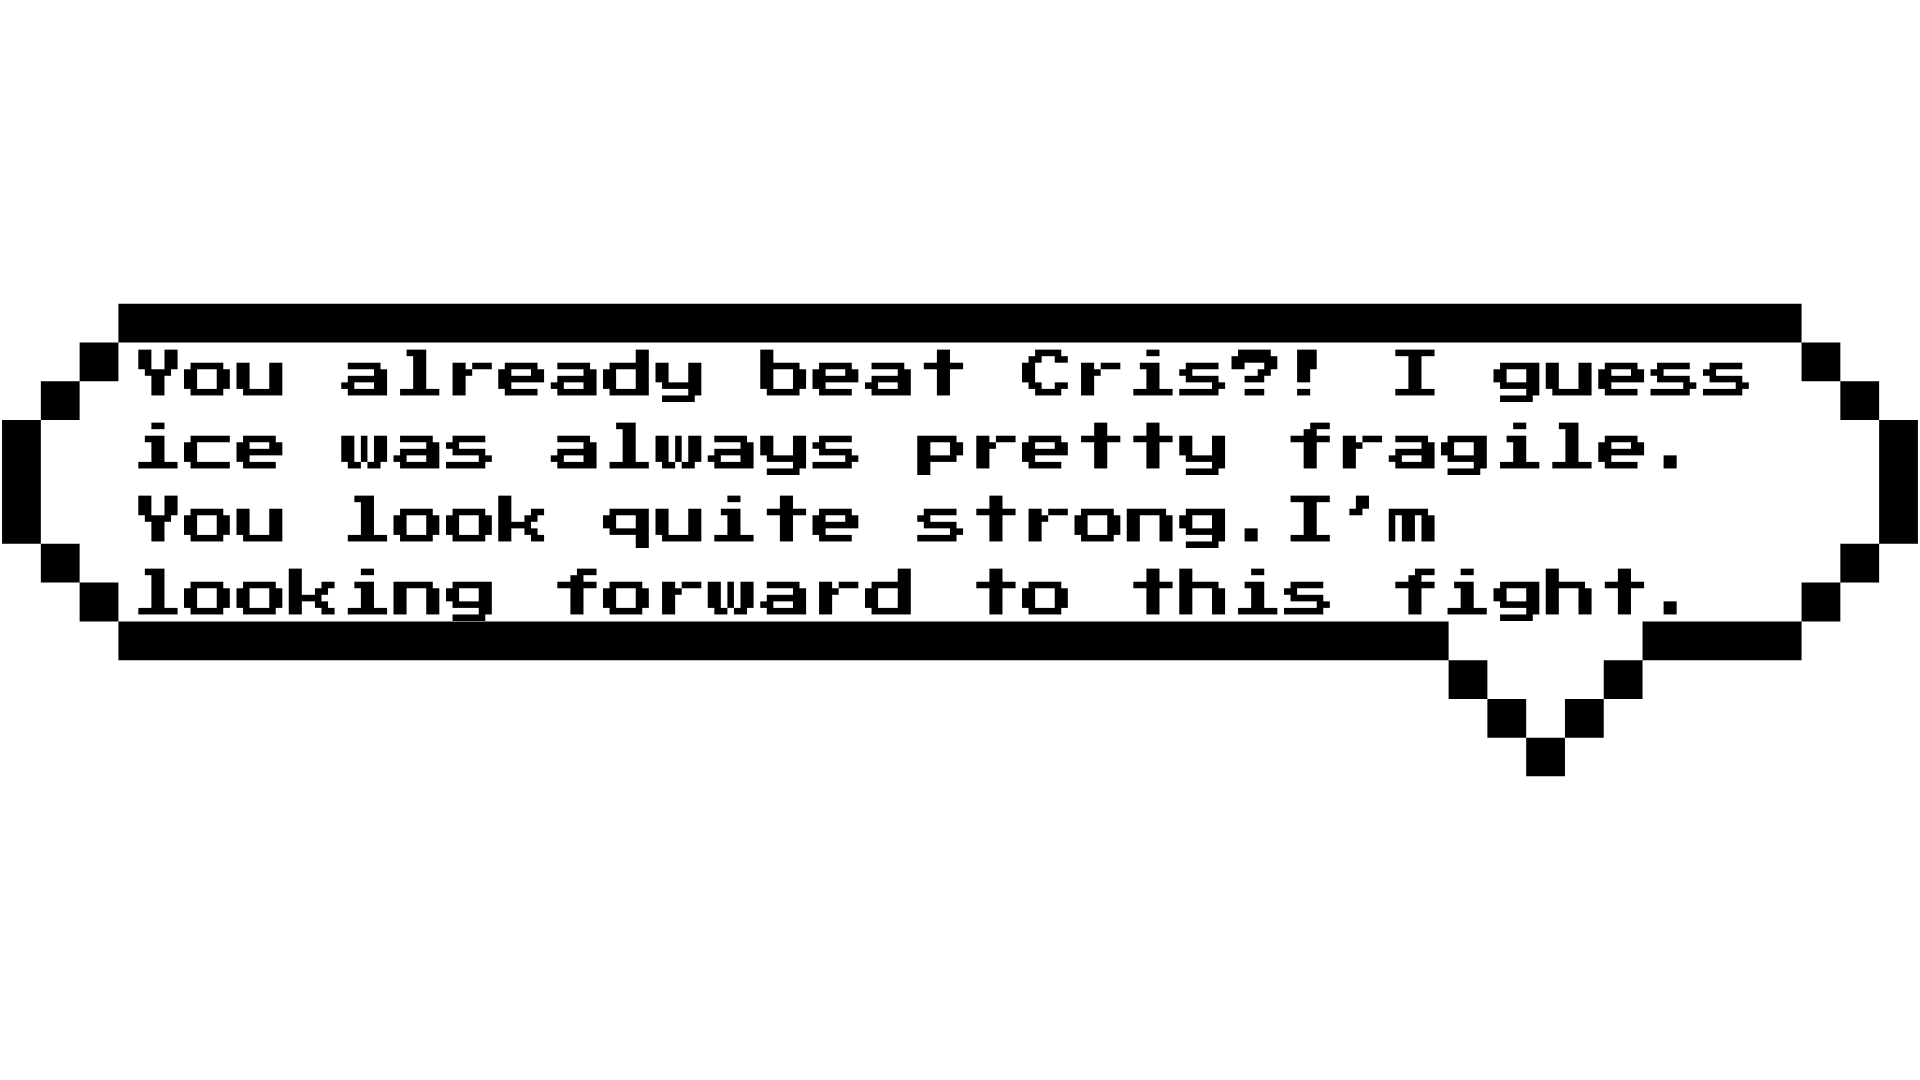 You already beat Cris?! I guess
ice was always pretty fragile.
You look quite strong.I'm
looking forward to this fight.